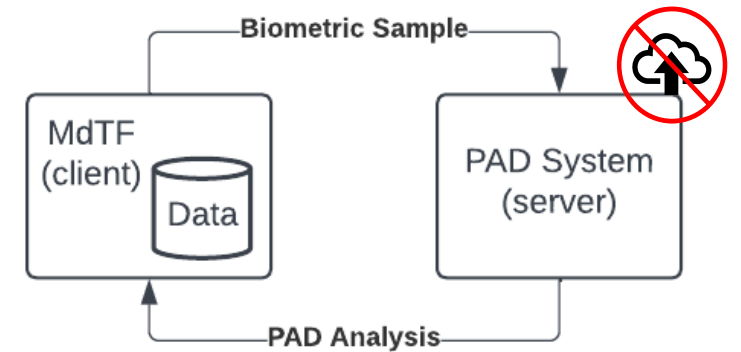 Biometric Sample
MdTF
(client)
Data
PAD System
(server)
PAD Analysis